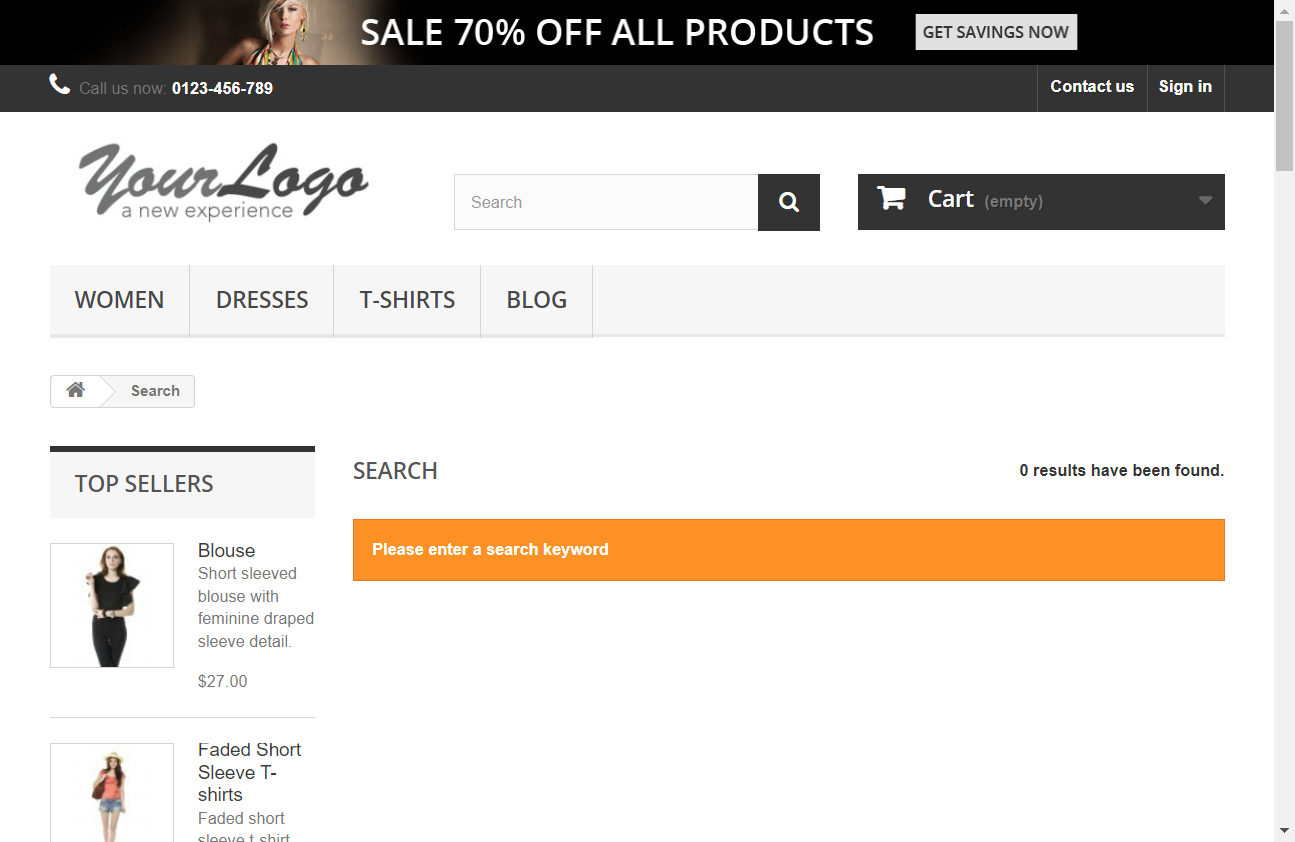 SALE 70% OFF ALL PRODUCTS
GET SAVINGS NOW
Call us now: 0123-456-789
Contact us
Sign in
YourLogo
a new experience
Search
Cart (empty)
WOMEN
DRESSES
T-SHIRTS
BLOG
Search
TOP SELLERS
Blouse
Short sleeved
blouse with
feminine draped
sleeve detail.
$27.00
Faded Short
Sleeve T-
shirts
Faded short
sleeve t-shirt
SEARCH
0 results have been found.
Please enter a search keyword